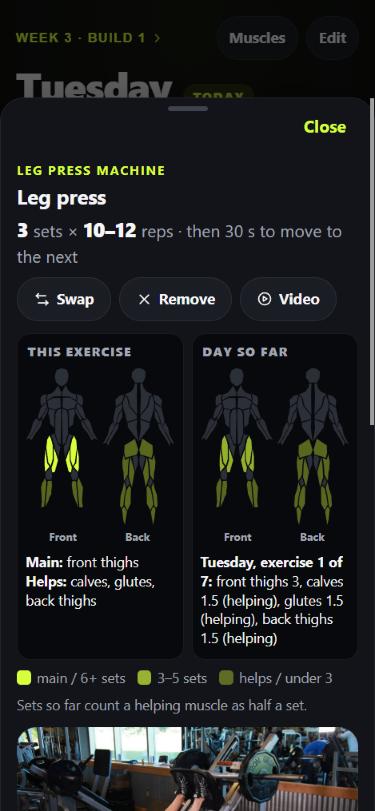 WEEK 3 · BUILD 1 >
Muscles
Edit
Tuesday
TODAY
Close
LEG PRESS MACHINE
Leg press
3 sets × 10–12 reps · then 30 s to move to
the next
Swap
Remove
Video
THIS EXERCISE
Front
Back
Main: front thighs
Helps: calves, glutes,
back thighs
DAY SO FAR
Front
Back
Tuesday, exercise 1 of
7: front thighs 3, calves
1.5 (helping), glutes 1.5
(helping), back thighs
1.5 (helping)
main / 6+ sets
3–5 sets
helps / under 3
Sets so far count a helping muscle as half a set.